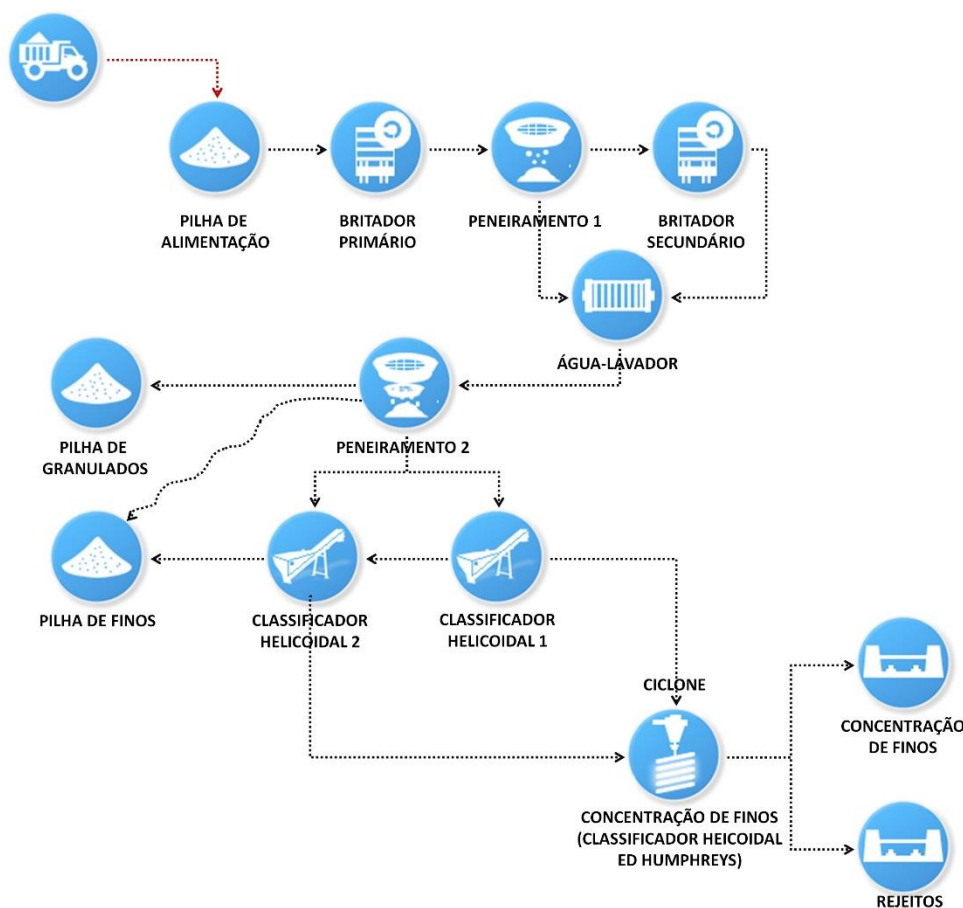 PILHA DE
ALIMENTAÇÃO
BRITADOR
PRIMÁRIO
PENEIRAMENTO 1
BRITADOR
SECUNDÁRIO
ÁGUA-LAVADOR
PILHA DE
GRANULADOS
PENEIRAMENTO 2
PILHA DE FINOS
CLASSIFICADOR
HELICOIDAL 2
CLASSIFICADOR
HELICOIDAL 1
CICLONE
CONCENTRAÇÃO DE FINOS
(CLASSIFICADOR HEICOIDAL
ED HUMPHREYS)
CONCENTRAÇÃO
DE FINOS
REJEITOS